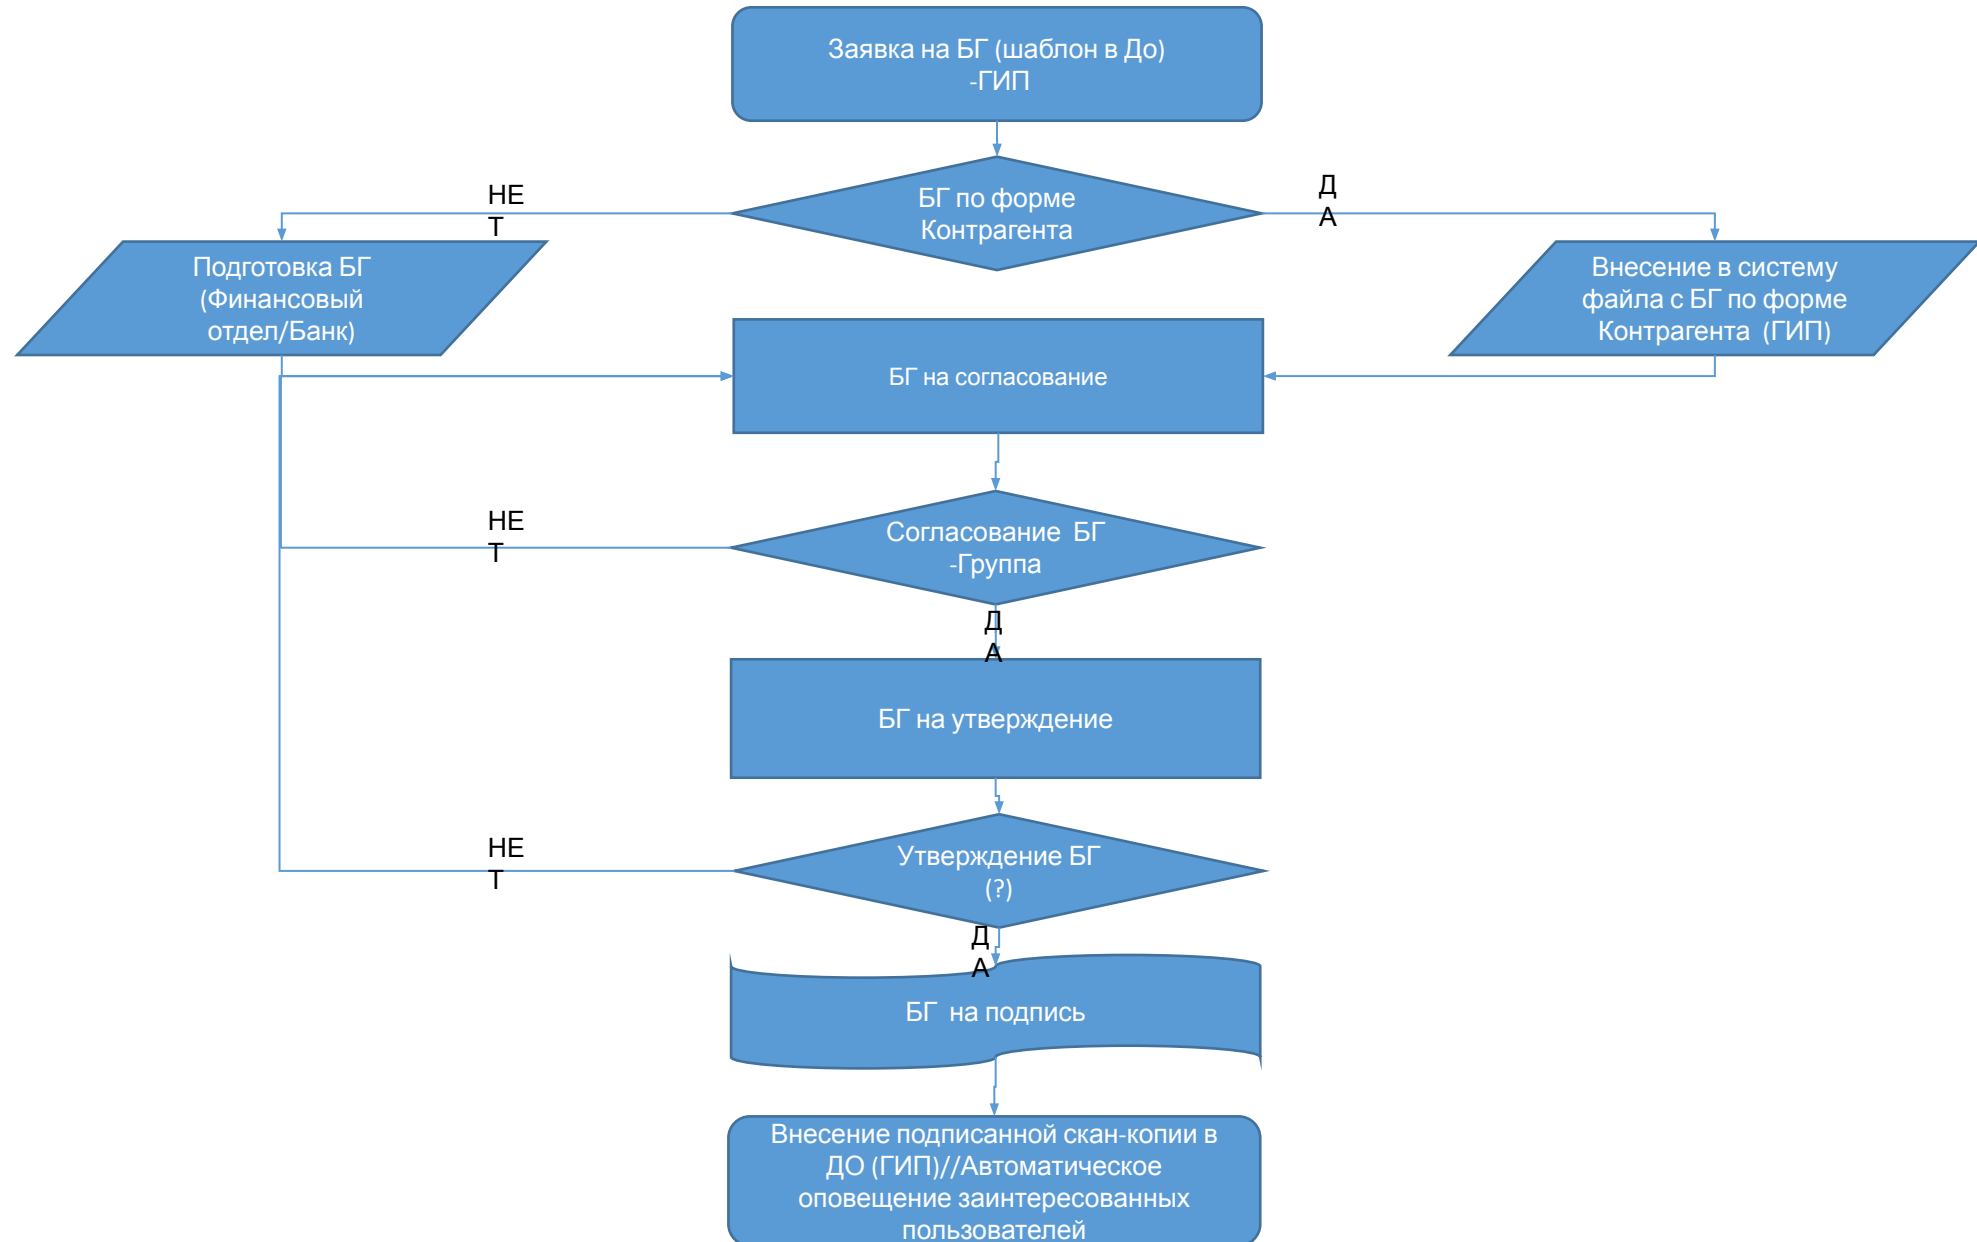 Заявка на БГ (шаблон в До)
-ГИП
НЕ
Т
БГ по форме
Контрагента
Д
А
Подготовка БГ
(Финансовый
отдел/Банк)
Внесение в систему
файла с БГ по форме
Контрагента (ГИП)
БГ на согласование
НЕ
Т
Согласование БГ
-Группа
Д
А
БГ на утверждение
НЕ
Т
Утверждение БГ
(?)
Д
А
БГ на подпись
Внесение подписанной скан-копии в
ДО (ГИП)//Автоматическое
оповещение заинтересованных
пользователей